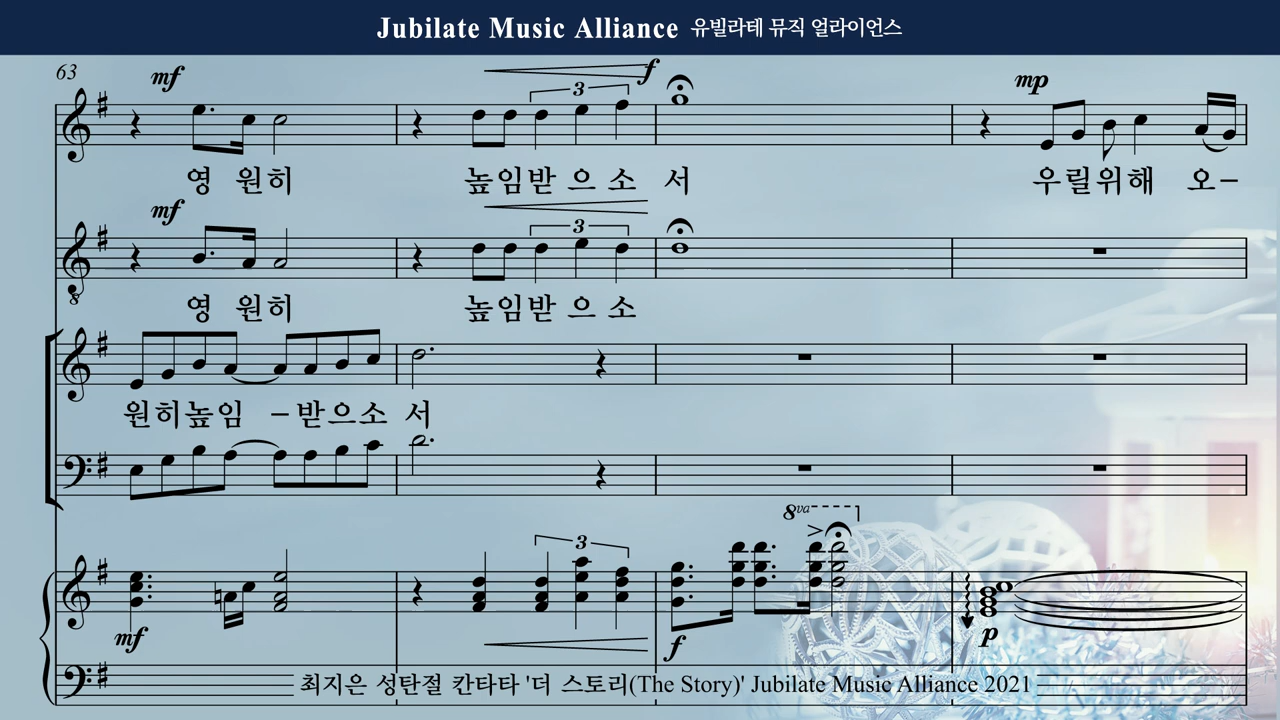 Jubilate Music Alliance 유빌라테 뮤직 얼라이언스
63
mf
f
3
mp
영 원히 높임받 으 소 서 우릴위해 오-
mf
3
8
영 원히 높임받 으 소
원히높임 -받으소 서
8va
3
mf
f
p
최지은 성탄절 칸타타 '더 스토리(The Story)' Jubilate Music Alliance 2021